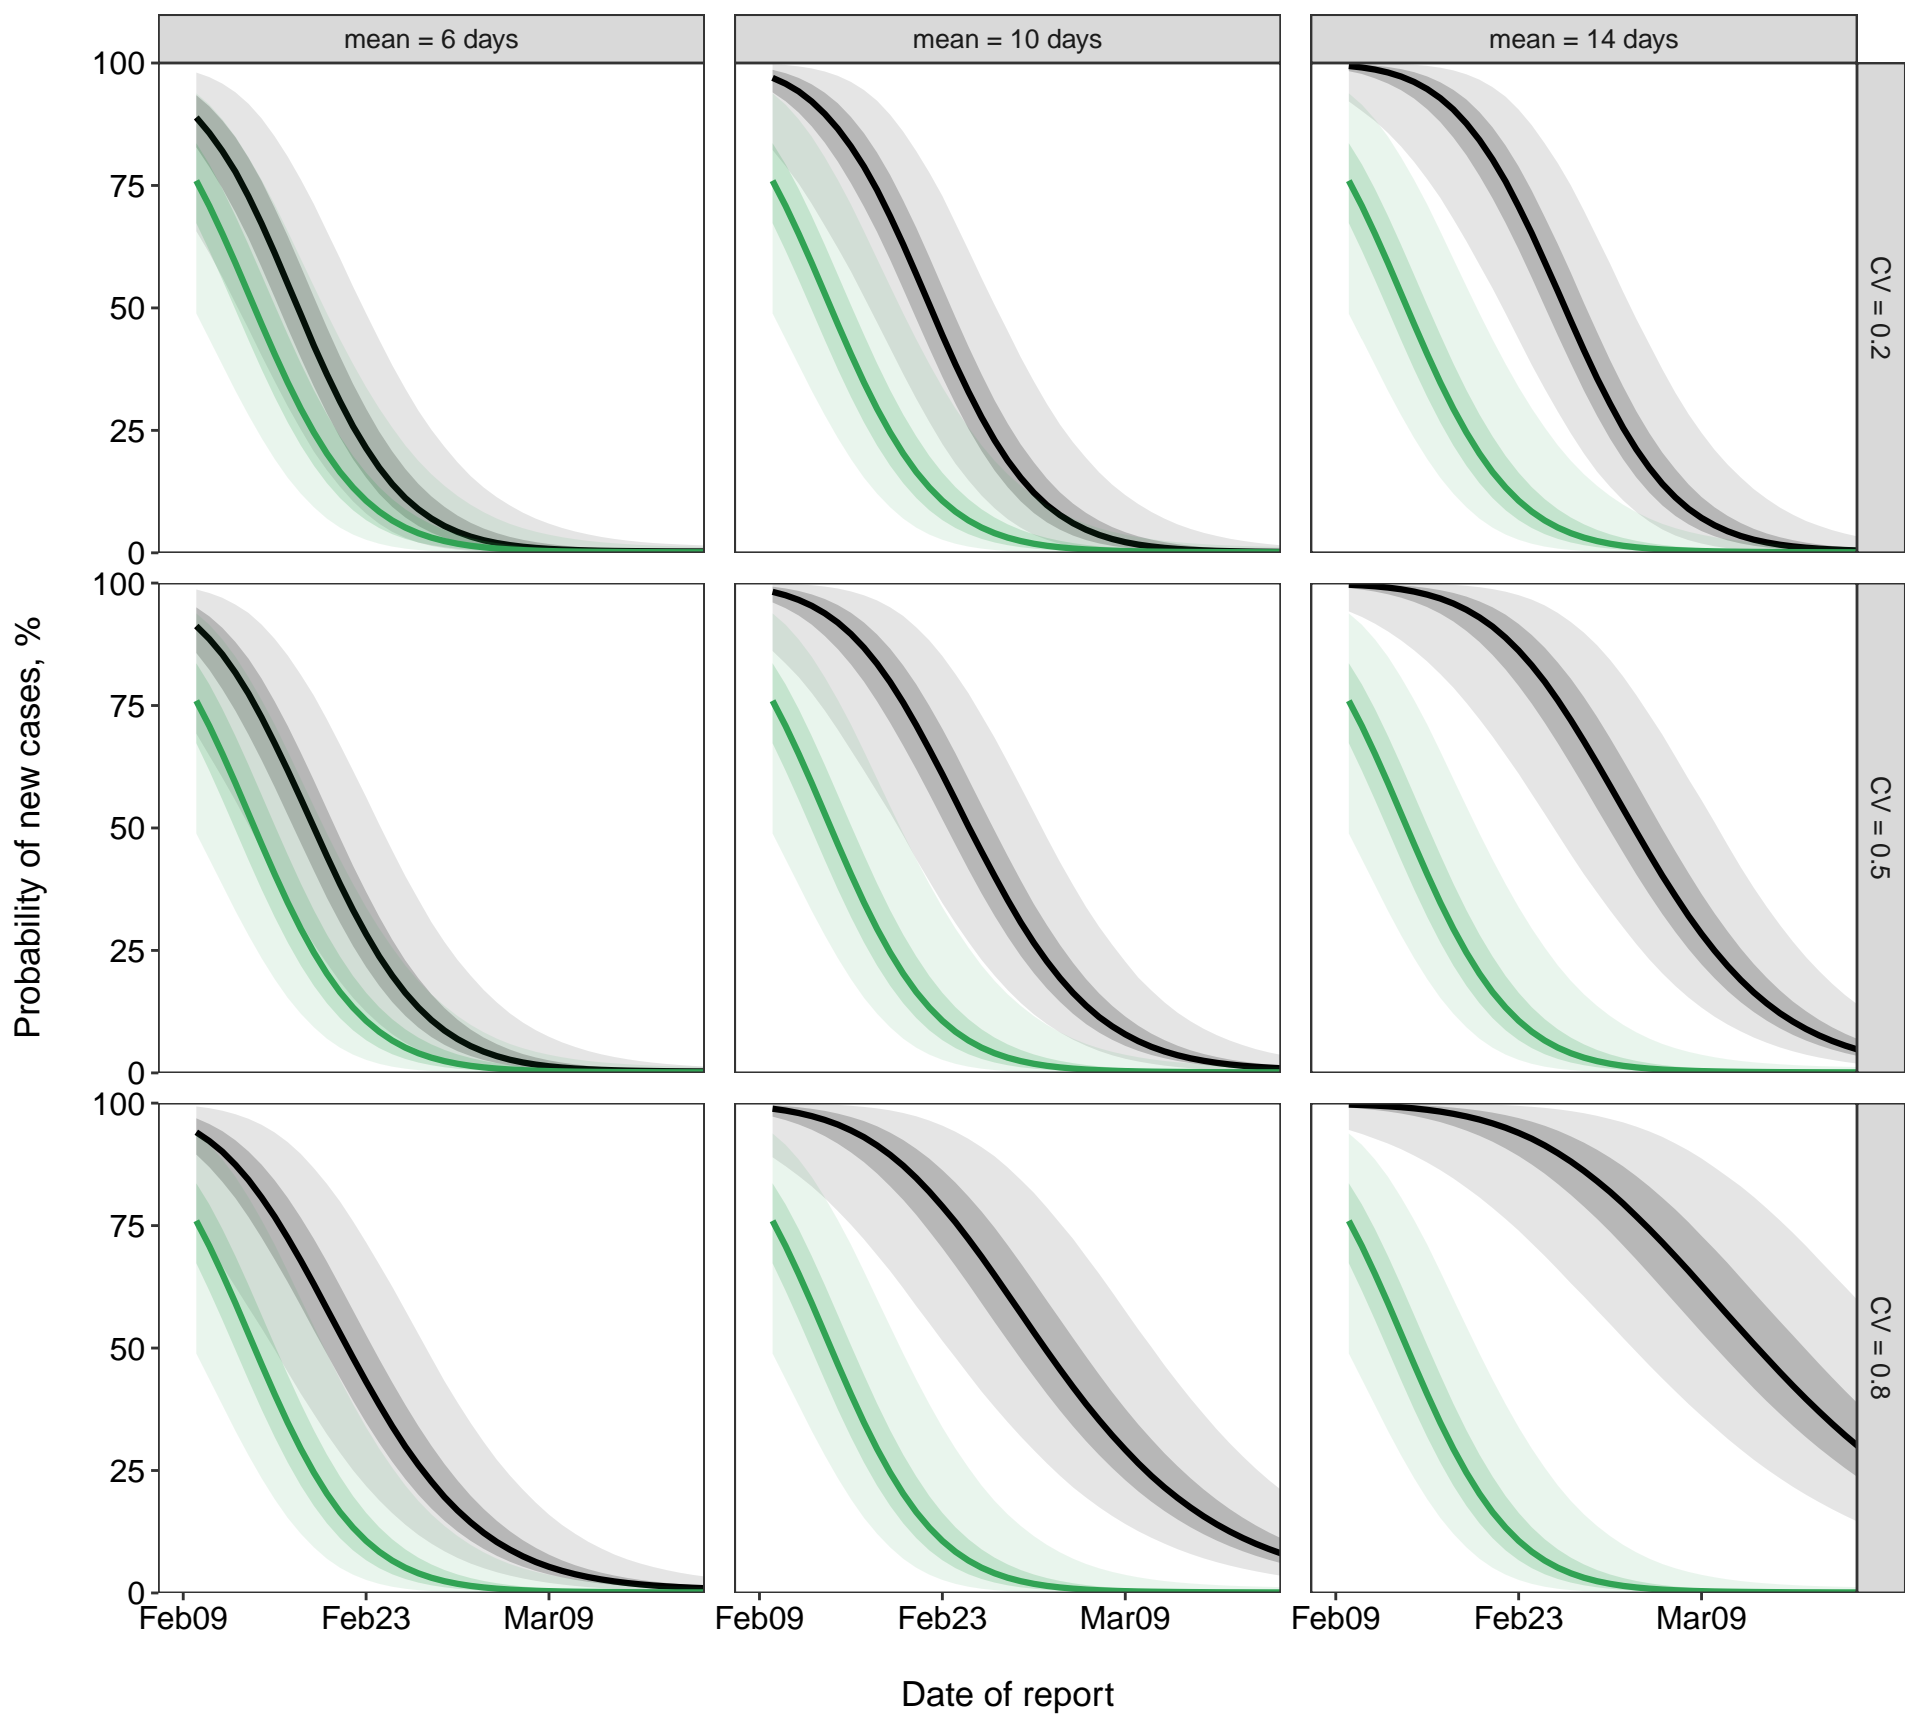 mean = 6 days
mean = 10 days
mean = 14 days
100
75
50
25
0
CV = 0.2
100
75
50
25
0
CV = 0.5
100
75
50
25
0
CV = 0.8
Probability of new cases, %
Feb09 Feb23 Mar09
Feb09 Feb23 Mar09
Feb09 Feb23 Mar09
Date of report